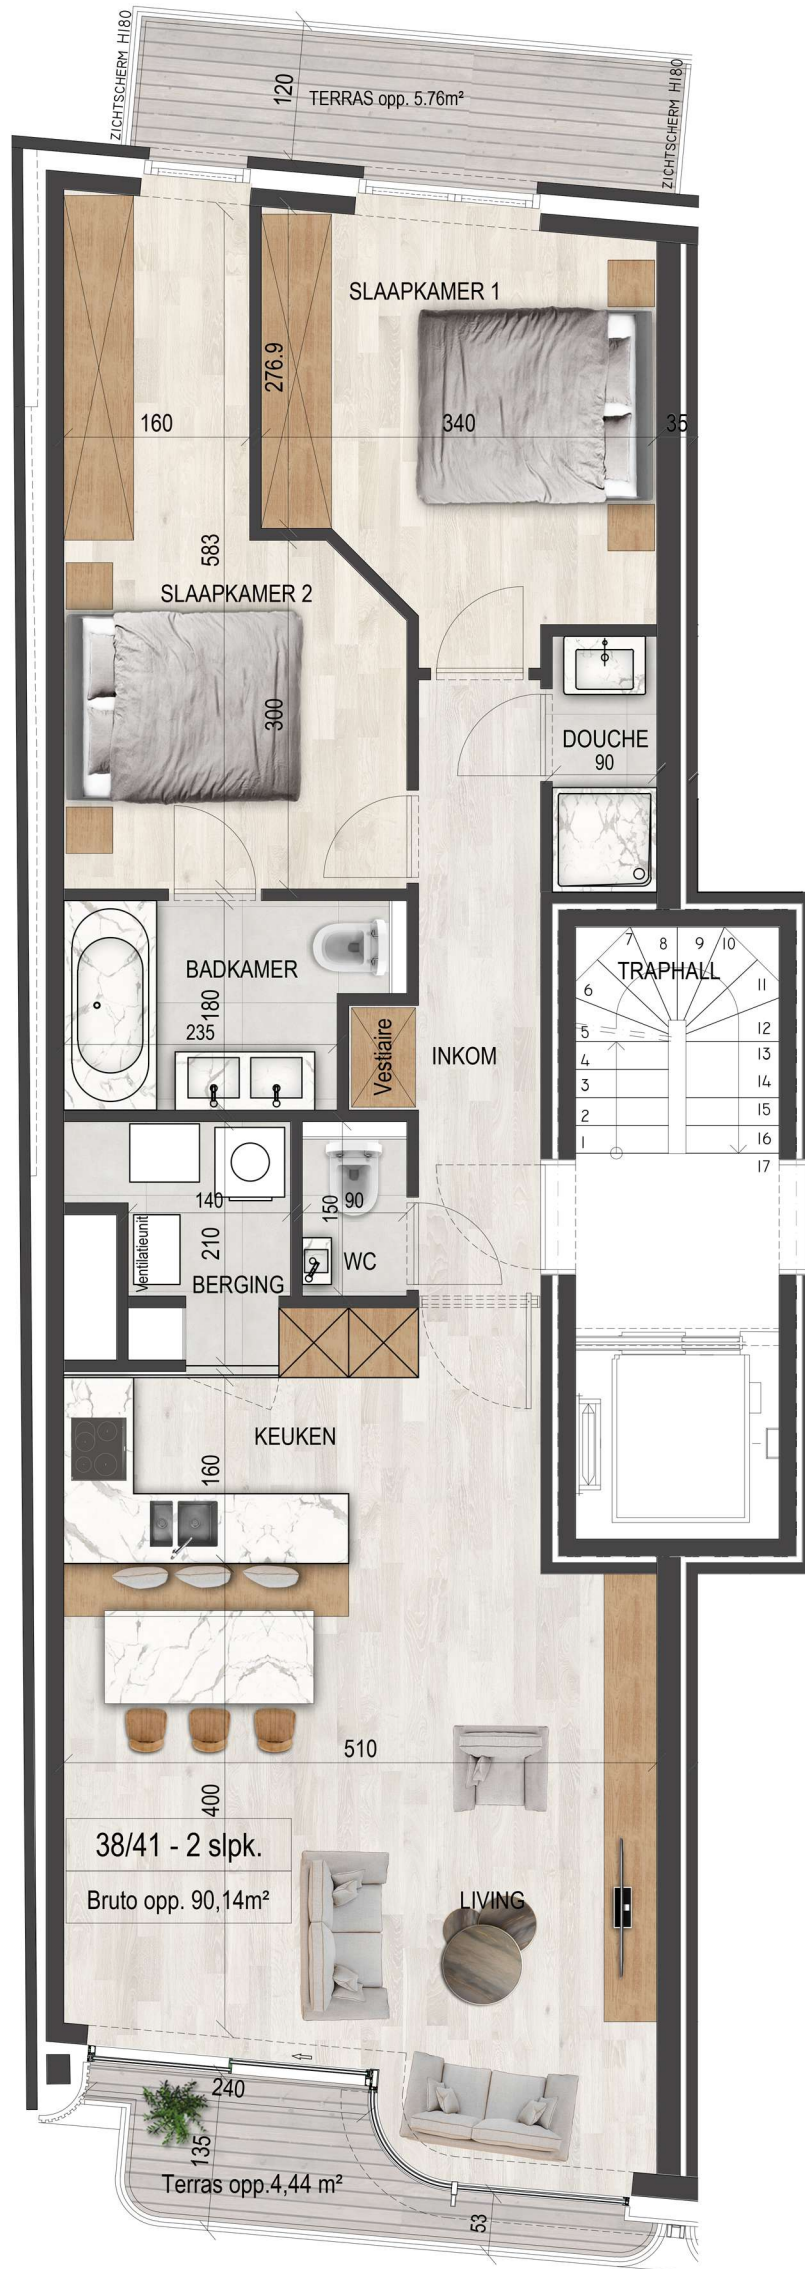 ZICHTSCHERM H180
120
TERRAS opp. 5.76m²
ZICHTSCHERM H180
SLAAPKAMER 1
276.9
160
340
35
583
SLAAPKAMER 2
300
DOUCHE
90
BADKAMER
180
235
Vestiaire
INKOM
TRAPHALL
1
2
3
4
5
6
7
8
9
10
11
12
13
14
15
16
17
140
150
90
Ventilatieunit
210
BERGING
WC
KEUKEN
160
510
400
38/41 - 2 slpk.
Bruto opp. 90,14m²
LIVING
240
135
Terras opp.4,44 m²
53